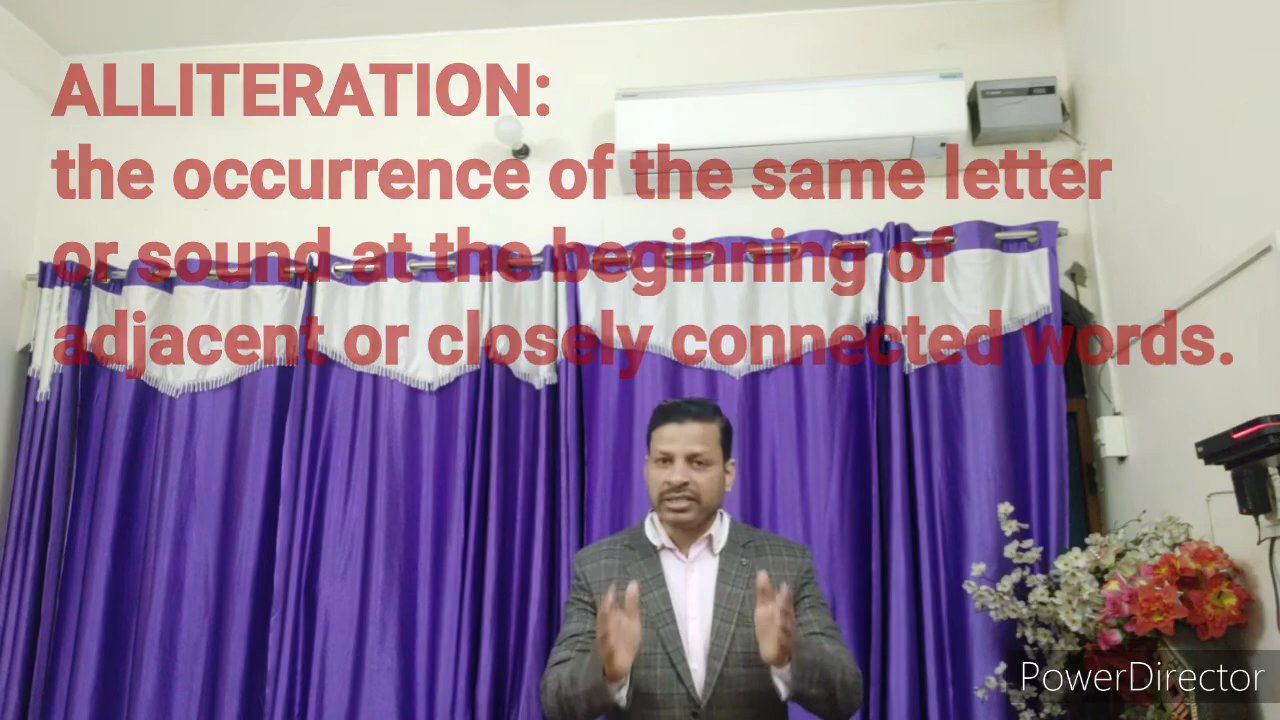 ALLITERATION:
the occurrence of the same letter
or sound at the beginning of
adjacent or closely connected words.
PowerDirector